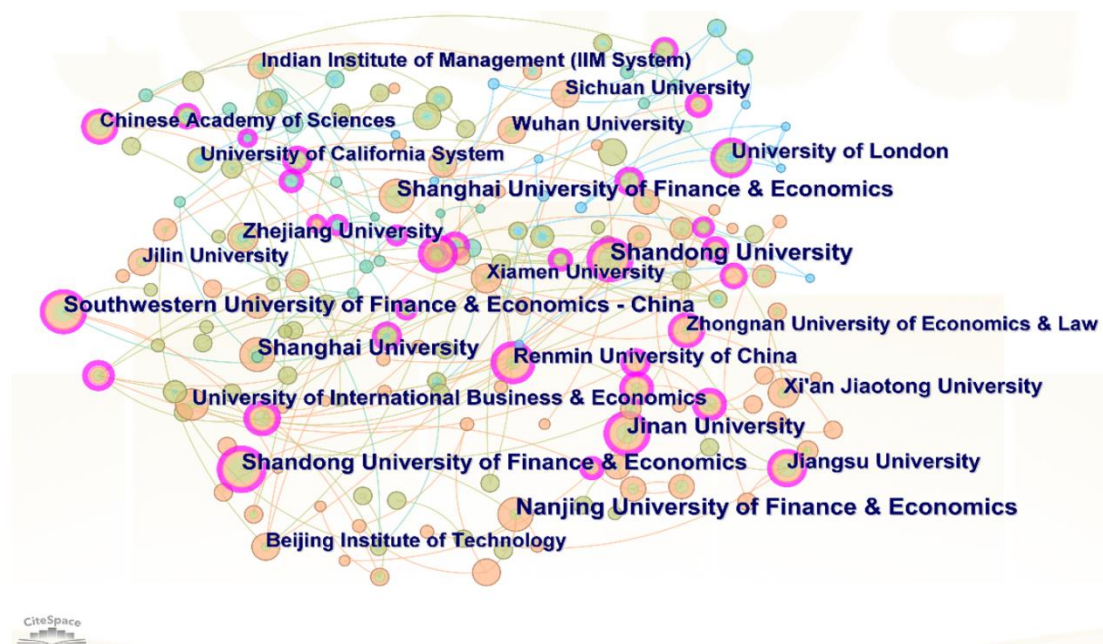 Indian Institute of Management (IIM System)
Sichuan University
Chinese Academy of Sciences
Wuhan University
University of California System
University of London
Shanghai University of Finance & Economics
Zhejiang University
Shandong University
Jilin University
Xiamen University
Southwestern University of Finance & Economics - China
Zhongnan University of Economics & Law
Shanghai University
Renmin University of China
Xi'an Jiaotong University
University of International Business & Economics
Jinan University
Shandong University of Finance & Economics
Jiangsu University
Nanjing University of Finance & Economics
Beijing Institute of Technology
CiteSpace